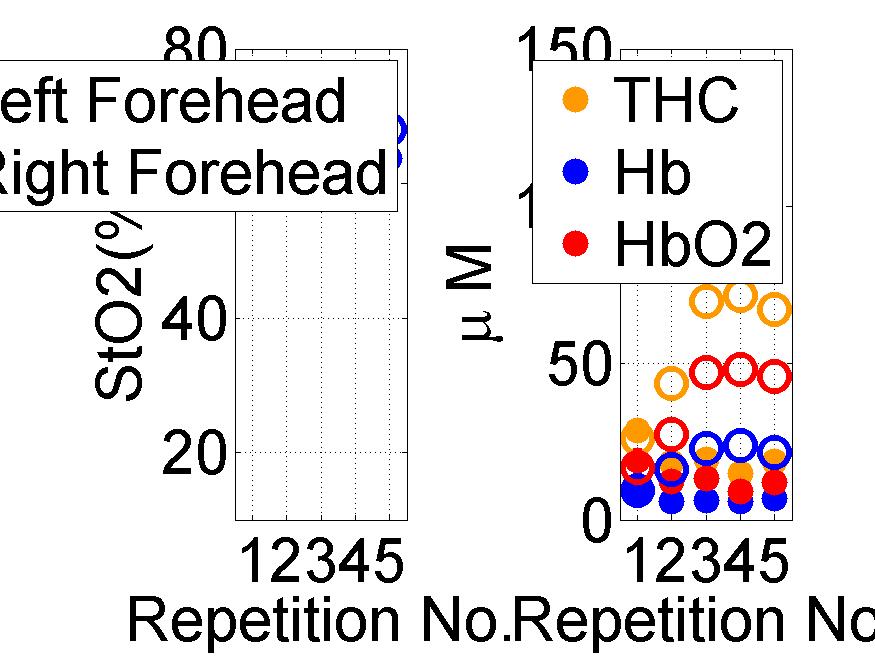 80
eft Forehead
Right Forehead
StO2(%
40
20
12345
Repetition No.
150
1
THC
Hb
HbO2
μ M
50
0
12345
Repetition No